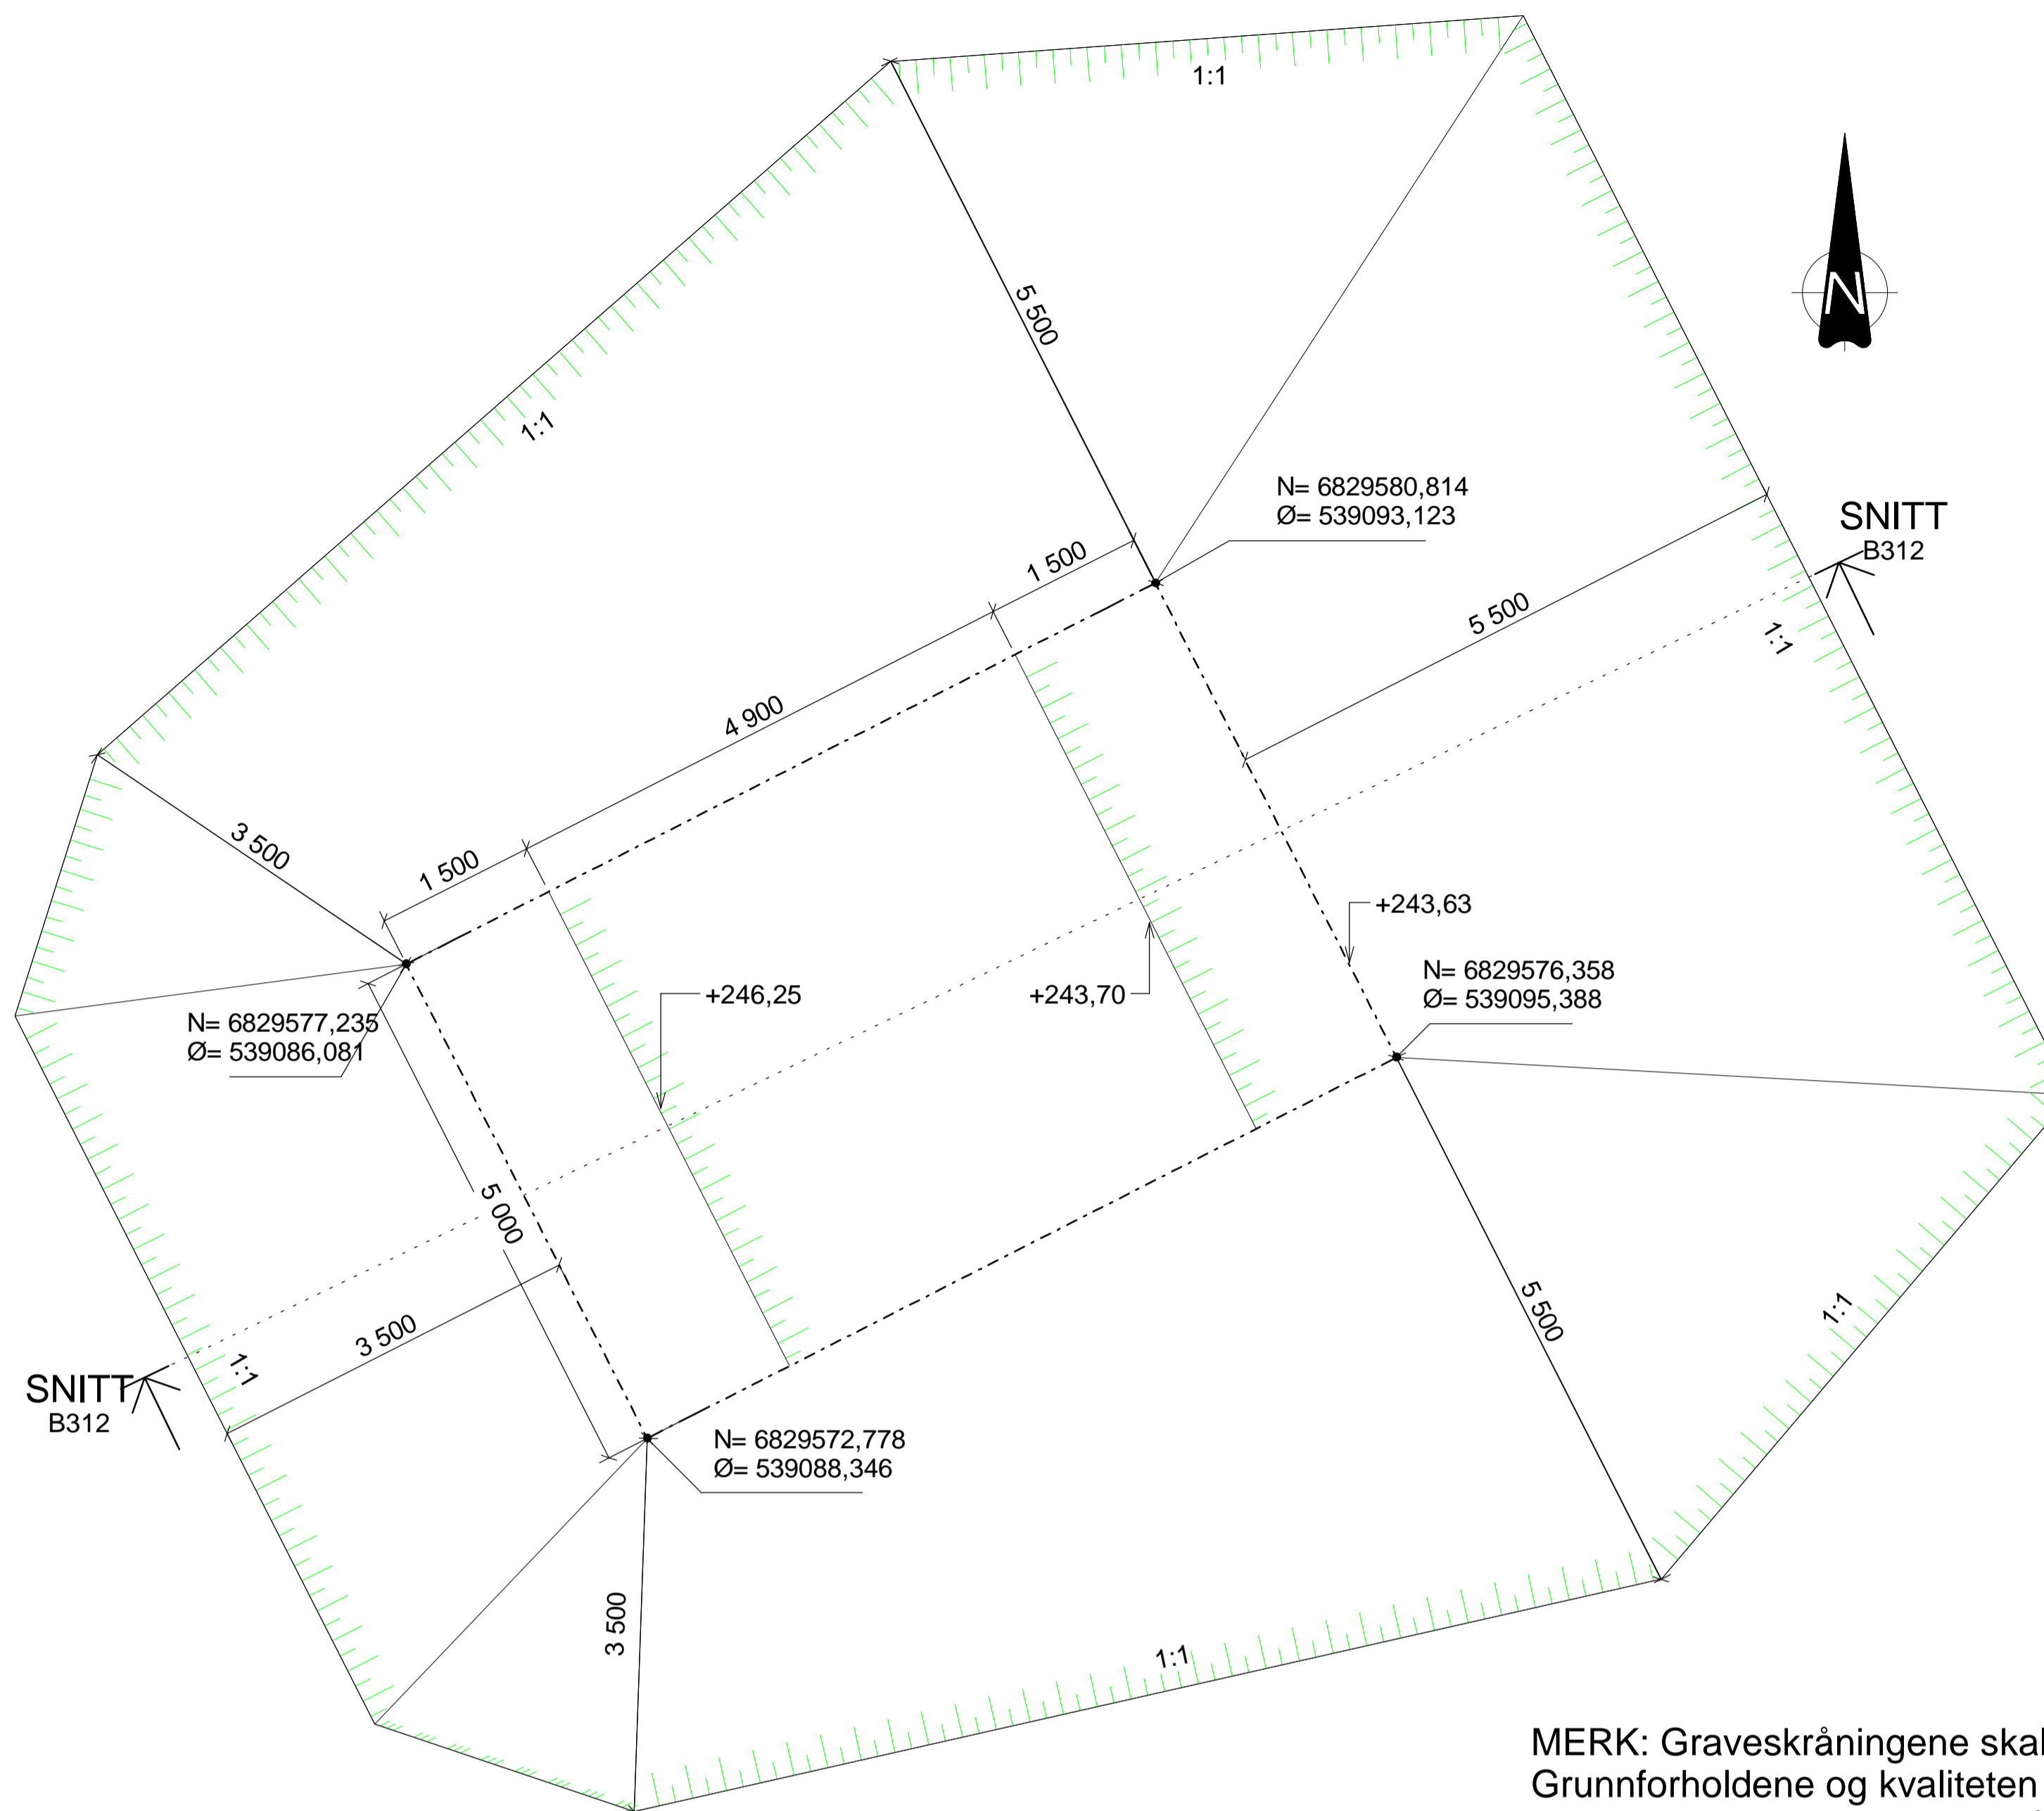 1:1
N
5 500
1:1
N= 6829580,814
Ø= 539093,123
SNITT
B312
1 500
5 500
1:1
4 900
3 500
1 500
+243,63
N= 6829576,358
Ø= 539095,388
+246,25
+243,70
N= 6829577,235
Ø= 539086,081
5 000
3 500
5 500
1:1
1:1
SNITT
B312
N= 6829572,778
Ø= 539088,346
3 500
1:1
MERK: Graveskråningene skal
Grunnforholdene og kvaliteten